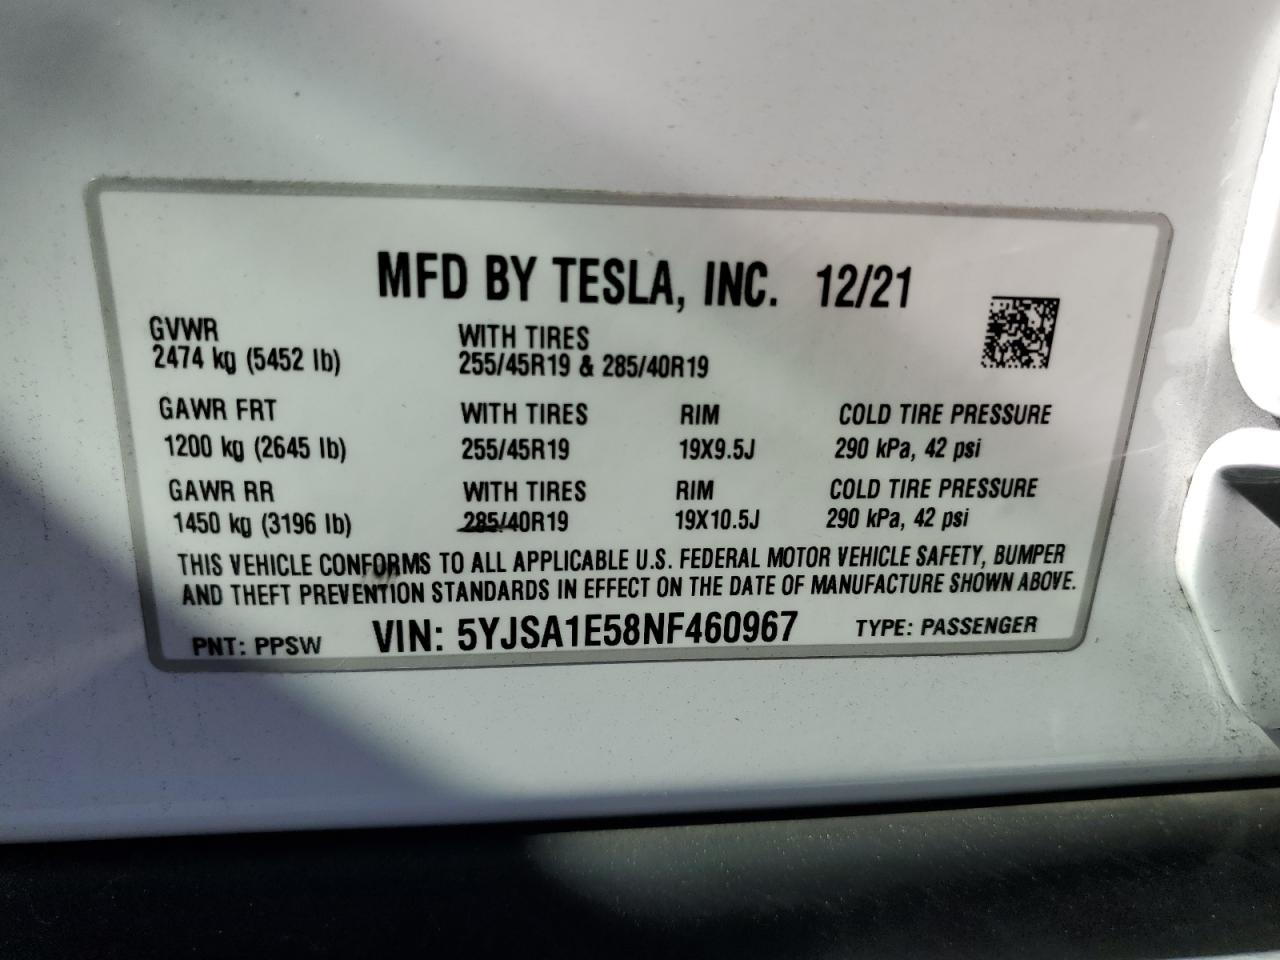 MFD BY TESLA, INC. 12/21
GVWR WITH TIRES
2474 kg (5452 lb) 255/45R19 & 285/40R19
GAWR FRT WITH TIRES RIM COLD TIRE PRESSURE
1200 kg (2645 lb) 255/45R19 19X9.5J 290 kPa, 42 psi
GAWR RR WITH TIRES RIM COLD TIRE PRESSURE
1450 kg (3196 lb) 285/40R19 19X10.5J 290 kPa, 42 psi
THIS VEHICLE CONFORMS TO ALL APPLICABLE U.S. FEDERAL MOTOR VEHICLE SAFETY, BUMPER
AND THEFT PREVENTION STANDARDS IN EFFECT ON THE DATE OF MANUFACTURE SHOWN ABOVE.
PNT: PPSW VIN: 5YJSA1E58NF460967 TYPE: PASSENGER